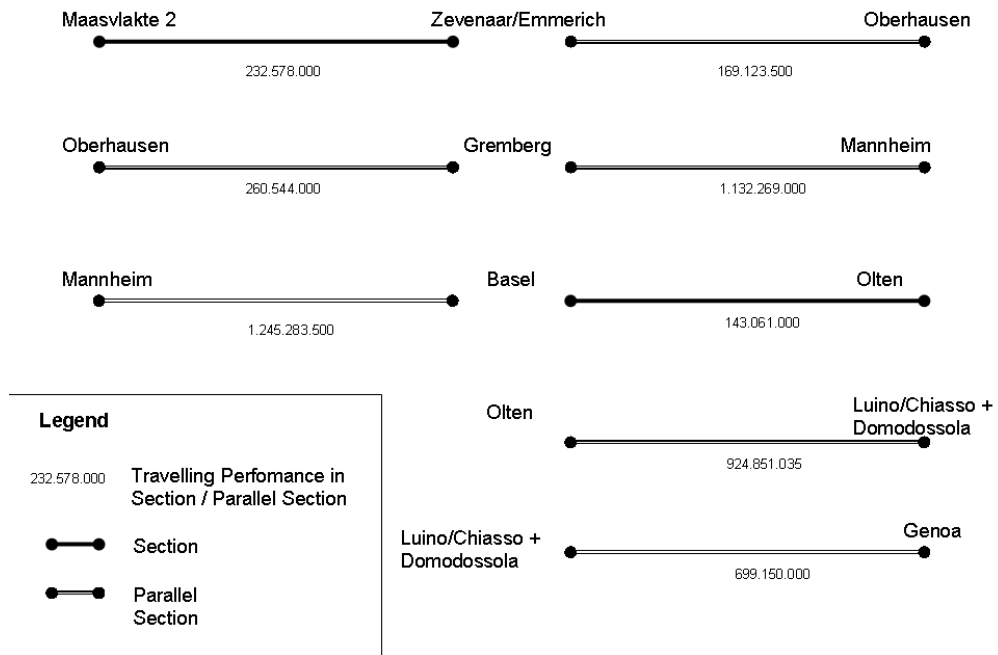 Maasvlakte 2
Zevenaar/Emmerich
Oberhausen
232.578.000
169.123.500
Oberhausen
Gremberg
Mannheim
260.544.000
1.132.269.000
Mannheim
Basel
Olten
1.245.283.500
143.061.000
Olten
Luino/Chiasso +
Domodossola
924.851.035
Luino/Chiasso +
Domodossola
Genoa
699.150.000
Legend
232.578.000
Travelling Perfomance in
Section / Parallel Section
Section
Parallel
Section